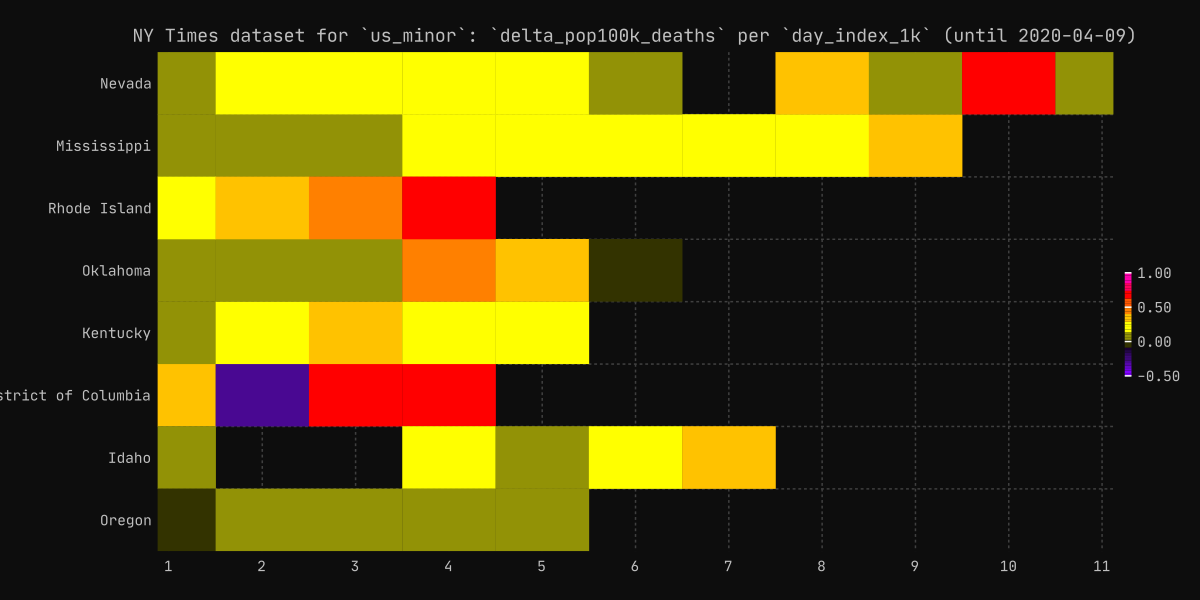 NY Times dataset for `us_minor`: `delta_pop100k_deaths` per `day_index_1k` (until 2020-04-09)
Nevada
Mississippi
Rhode Island
Oklahoma
Kentucky
strict of Columbia
Idaho
Oregon
1.00
0.50
0.00
-0.50
1 2 3 4 5 6 7 8 9 10 11